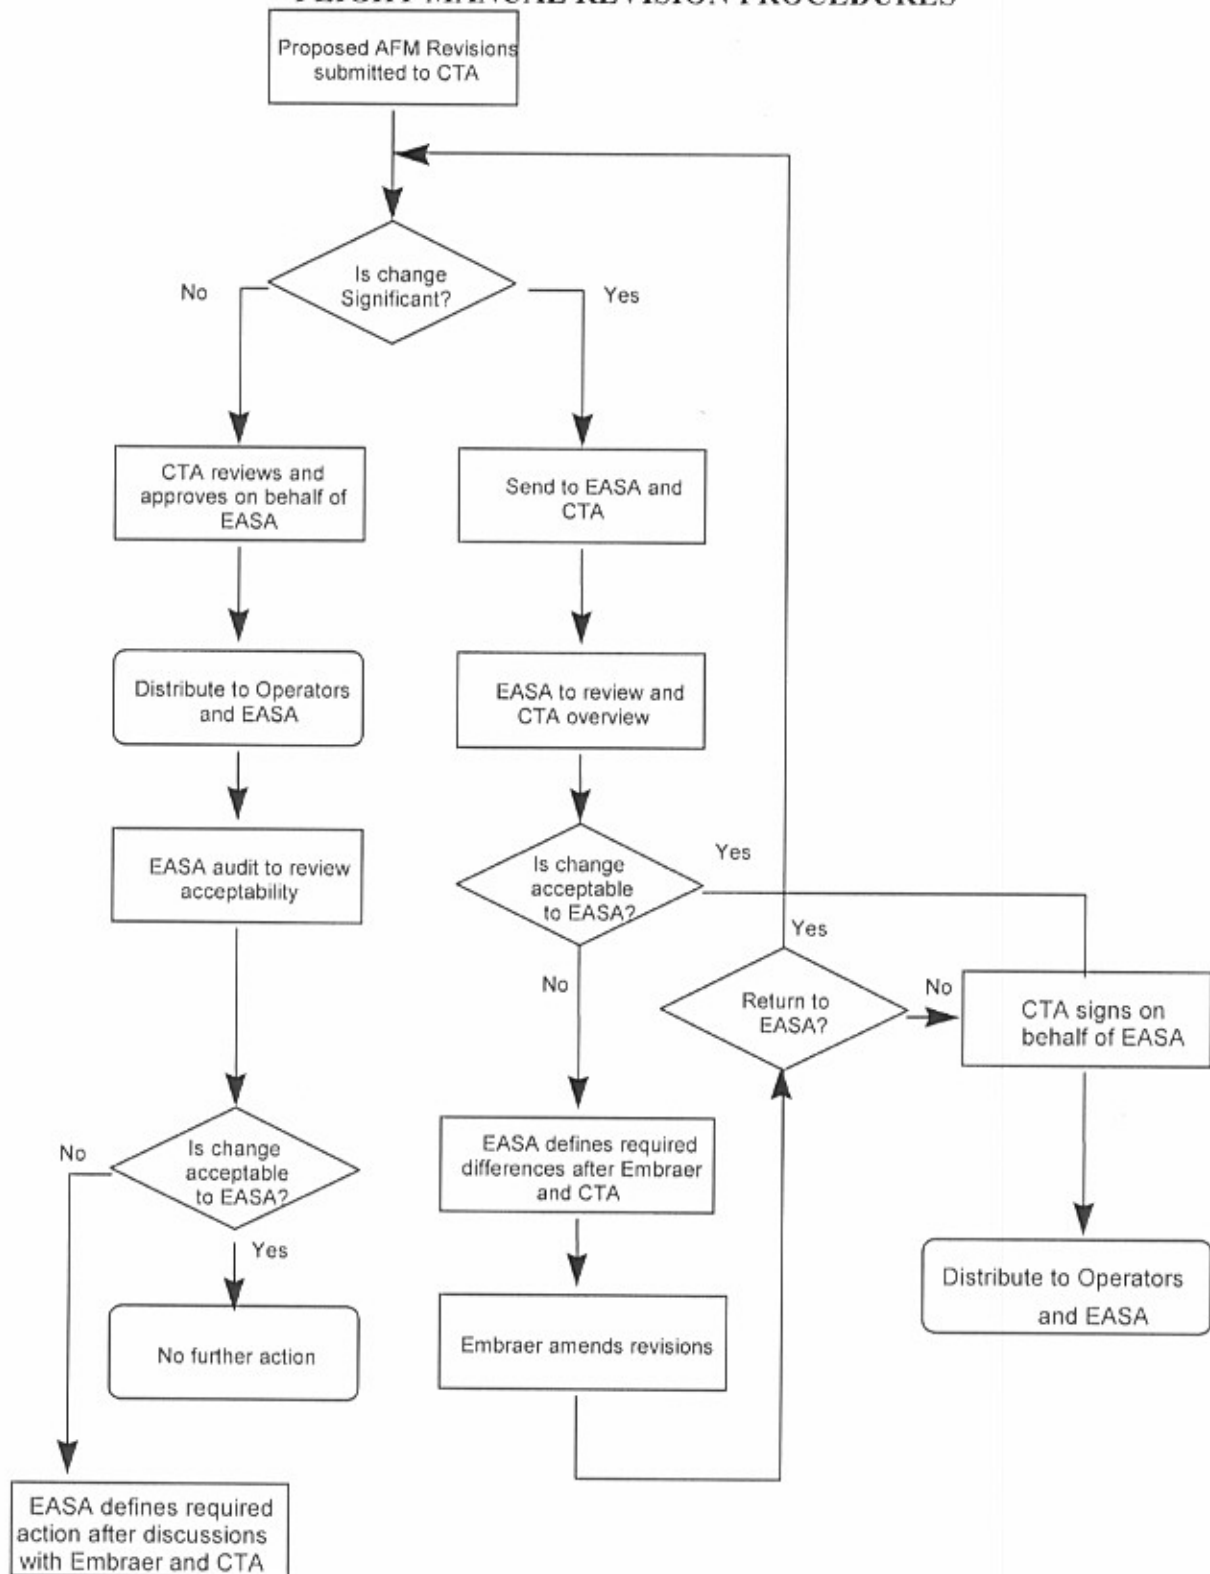 FLIGHT MANUAL REVISION PROCEDURES
Proposed AFM Revisions
submitted to CTA
Is change
Significant?
No
Yes
CTA reviews and
approves on behalf of
EASA
Send to EASA and
CTA
Distribute to Operators
and EASA
EASA to review and
CTA overview
EASA audit to review
acceptability
Is change
acceptable
to EASA?
Yes
No
Yes
Return to
EASA?
No
CTA signs on
behalf of EASA
No
Is change
acceptable
to EASA?
Yes
EASA defines required
differences after Embraer
and CTA
Distribute to Operators
and EASA
No further action
Embraer amends revisions
EASA defines required
action after discussions
with Embraer and CTA